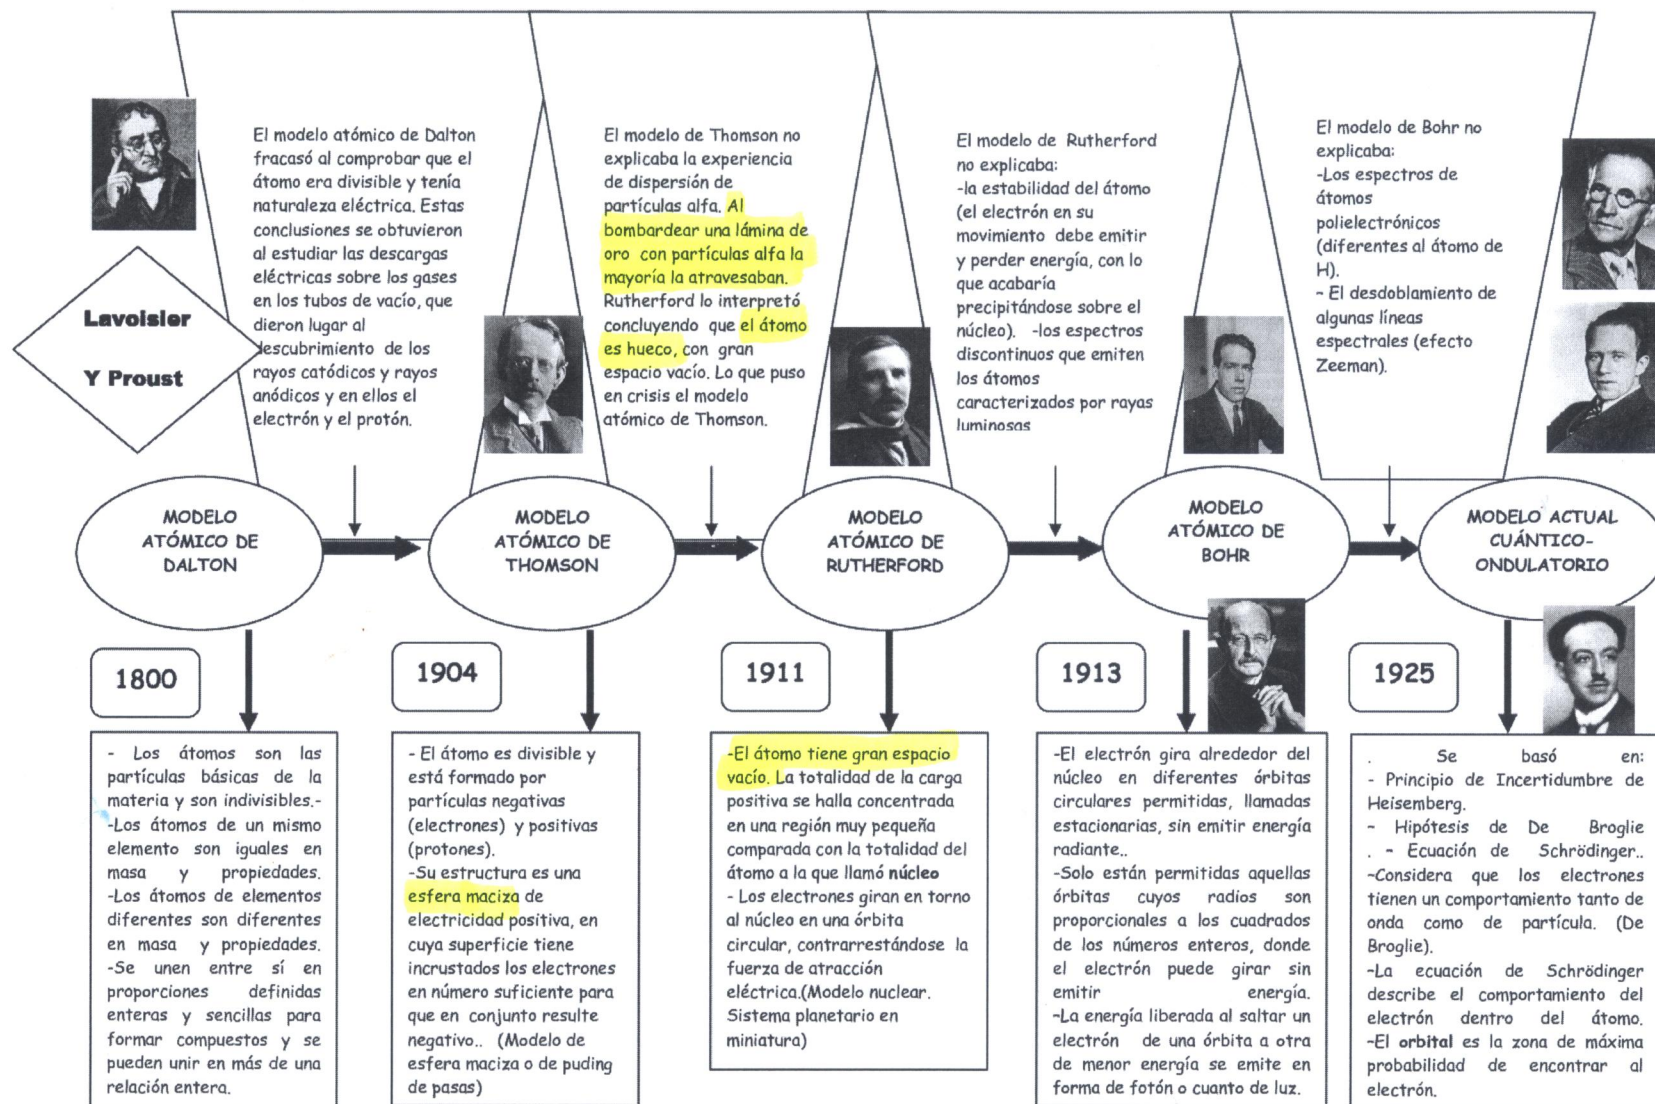 El modelo atómico de Dalton
fracasó al comprobar que el
átomo era divisible y tenía
naturaleza eléctrica. Estas
conclusiones se obtuvieron
al estudiar las descargas
eléctricas sobre los gases
en los tubos de vacío, que
dieron lugar al
descubrimiento de los
rayos catódicos y rayos
anódicos y en ellos el
electrón y el protón.
El modelo de Thomson no
explicaba la experiencia
de dispersión de
partículas alfa. Al
bombardear una lámina de
oro con partículas alfa la
mayoría la atravesaban.
Rutherford lo interpretó
concluyendo que el átomo
es hueco, con gran
espacio vacío. Lo que puso
en crisis el modelo
atómico de Thomson.
El modelo de Rutherford
no explicaba:
-la estabilidad del átomo
(el electrón en su
movimiento debe emitir
y perder energía, con lo
que acabaría
precipitándose sobre el
núcleo). -los espectros
discontinuos que emiten
los átomos
caracterizados por rayas
luminosas
El modelo de Bohr no
explicaba:
-Los espectros de
átomos
polielectrónicos
(diferentes al átomo de
H).
- El desdoblamiento de
algunas líneas
espectrales (efecto
Zeeman).
Lavoisier
Y Proust
MODELO
ATÓMICO DE
DALTON
MODELO
ATÓMICO DE
THOMSON
MODELO
ATÓMICO DE
RUTHERFORD
MODELO
ATÓMICO DE
BOHR
MODELO ACTUAL
CUÁNTICO-
ONDULATORIO
1800
1904
1911
1913
1925
- Los átomos son las
partículas básicas de la
materia y son indivisibles.-
-Los átomos de un mismo
elemento son iguales en
masa y propiedades.
-Los átomos de elementos
diferentes son diferentes
en masa y propiedades.
-Se unen entre sí en
proporciones definidas
enteras y sencillas para
formar compuestos y se
pueden unir en más de una
relación entera.
- El átomo es divisible y
está formado por
partículas negativas
(electrones) y positivas
(protones).
-Su estructura es una
esfera maciza de
electricidad positiva, en
cuya superficie tiene
incrustados los electrones
en número suficiente para
que en conjunto resulte
negativo.. (Modelo de
esfera maciza o de puding
de pasas)
-El átomo tiene gran espacio
vacío. La totalidad de la carga
positiva se halla concentrada
en una región muy pequeña
comparada con la totalidad del
átomo a la que llamó núcleo
- Los electrones giran en torno
al núcleo en una órbita
circular, contrarrestándose la
fuerza de atracción
eléctrica.(Modelo nuclear.
Sistema planetario en
miniatura)
-El electrón gira alrededor del
núcleo en diferentes órbitas
circulares permitidas, llamadas
estacionarias, sin emitir energía
radiante..
-Solo están permitidas aquellas
órbitas cuyos radios son
proporcionales a los cuadrados
de los números enteros, donde
el electrón puede girar sin
emitir energía.
-La energía liberada al saltar un
electrón de una órbita a otra
de menor energía se emite en
forma de fotón o cuanto de luz.
. Se basó en:
- Principio de Incertidumbre de
Heisemberg.
- Hipótesis de De Broglie
. - Ecuación de Schrödinger..
-Considera que los electrones
tienen un comportamiento tanto de
onda como de partícula. (De
Broglie).
-La ecuación de Schrödinger
describe el comportamiento del
electrón dentro del átomo.
-El orbital es la zona de máxima
probabilidad de encontrar al
electrón.